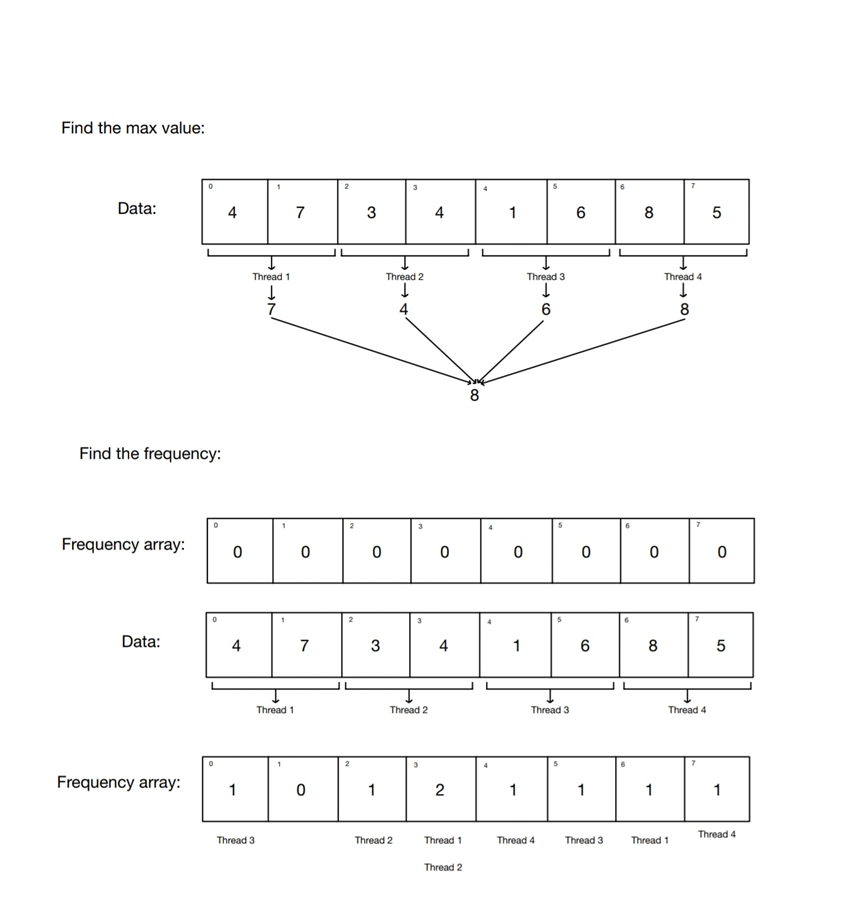 Find the max value:
0 1 2 3 4 5 6 7
Data: 4 7 3 4 1 6 8 5
Thread 1 Thread 2 Thread 3 Thread 4
7 4 6 8
8
Find the frequency:
0 1 2 3 4 5 6 7
Frequency array: 0 0 0 0 0 0 0 0
0 1 2 3 4 5 6 7
Data: 4 7 3 4 1 6 8 5
Thread 1 Thread 2 Thread 3 Thread 4
0 1 2 3 4 5 6 7
Frequency array: 1 0 1 2 1 1 1 1
Thread 3 Thread 2 Thread 1 Thread 4 Thread 3 Thread 1 Thread 4
Thread 2